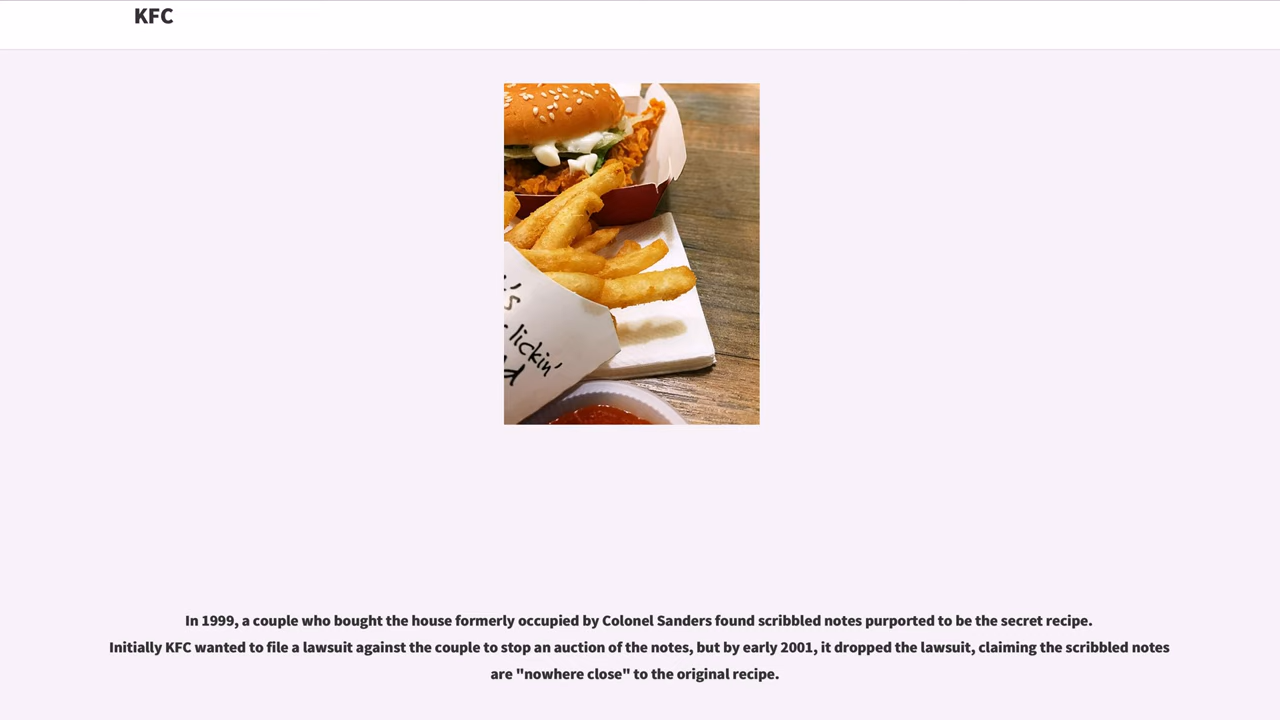 KFC
's
lickin'
In 1999, a couple who bought the house formerly occupied by Colonel Sanders found scribbled notes purported to be the secret recipe.
Initially KFC wanted to file a lawsuit against the couple to stop an auction of the notes, but by early 2001, it dropped the lawsuit, claiming the scribbled notes
are "nowhere close" to the original recipe.